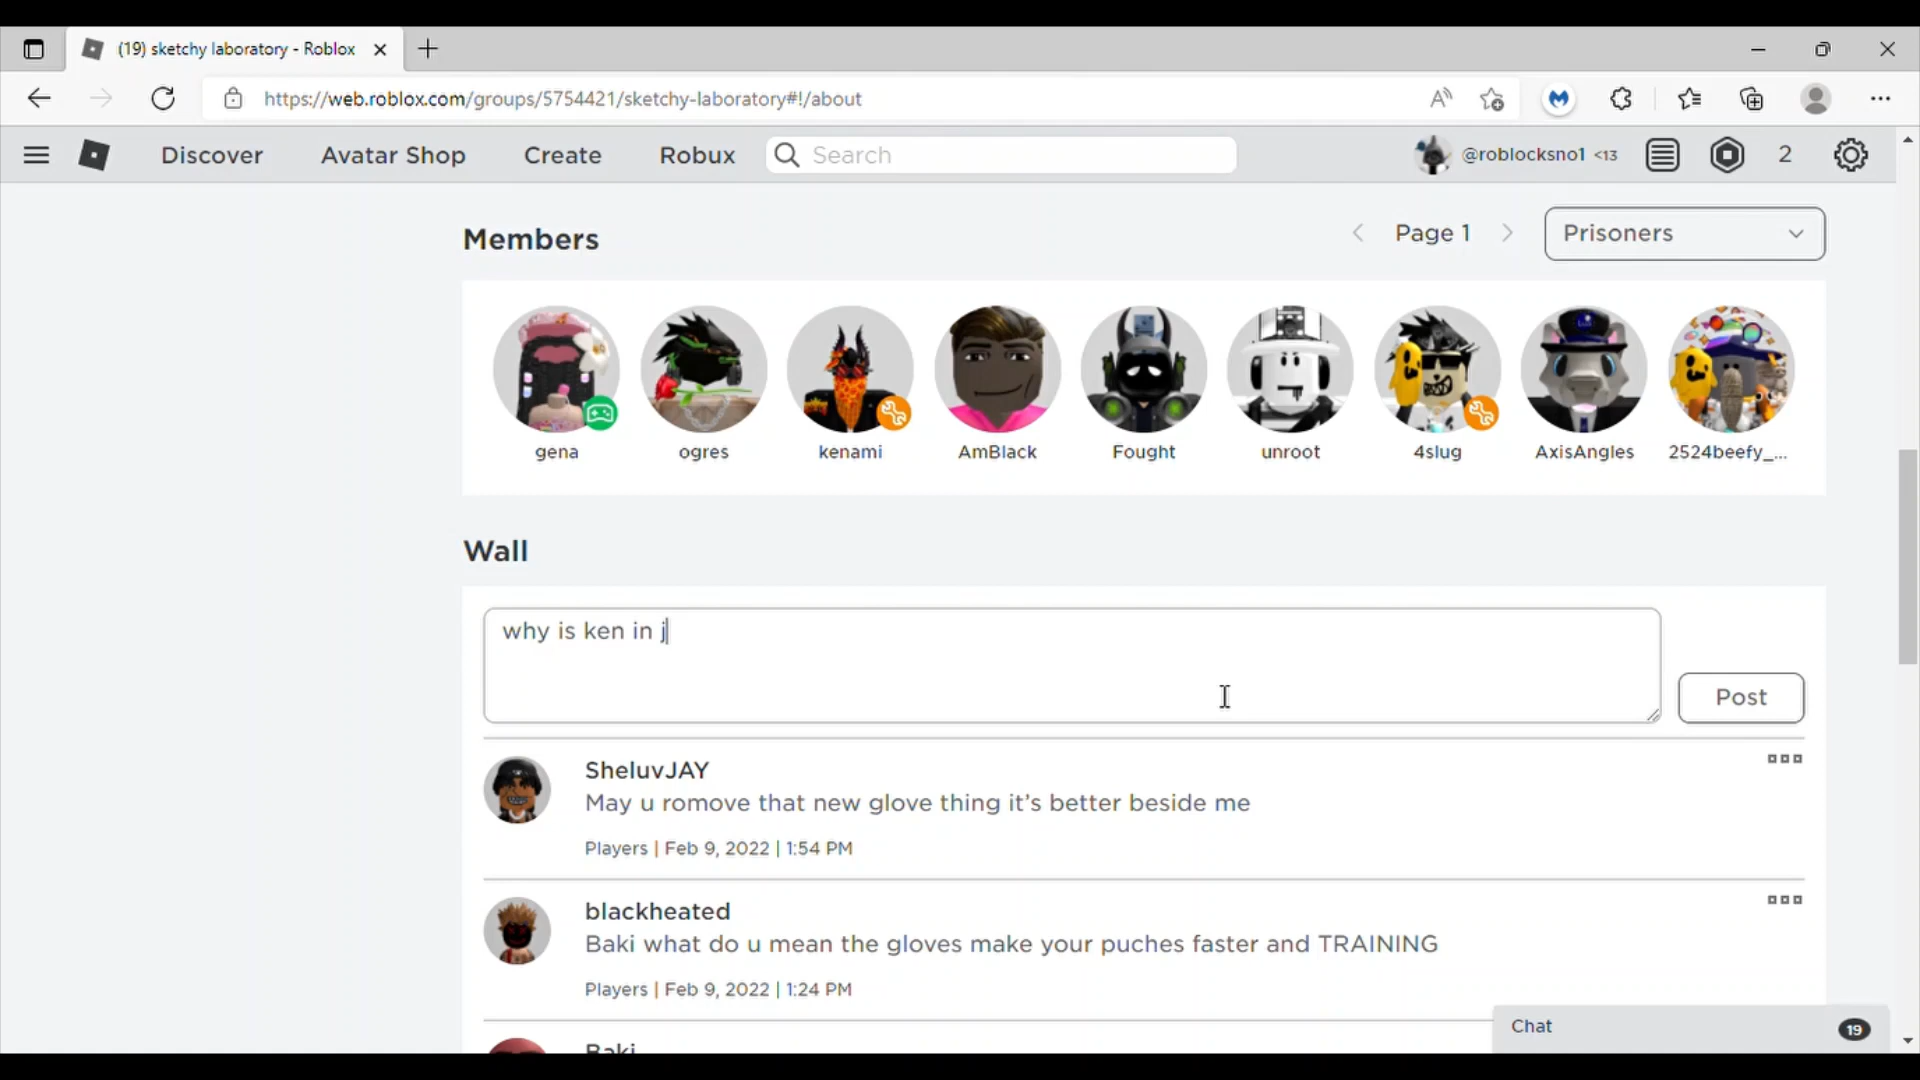 (19) sketchy laboratory - Roblox
https://web.roblox.com/groups/5754421/sketchy-laboratory#!/about
Discover Avatar Shop Create Robux Search @roblocksno1 <13 2
Members Page 1 Prisoners
gena ogres kenami AmBlack Fought unroot 4slug AxisAngles 2524beefy_...
Wall
why is ken in j
Post
SheluvJAY
May u romove that new glove thing it’s better beside me
Players | Feb 9, 2022 | 1:54 PM
blackheated
Baki what do u mean the gloves make your puches faster and TRAINING
Players | Feb 9, 2022 | 1:24 PM
Baki
Chat 19